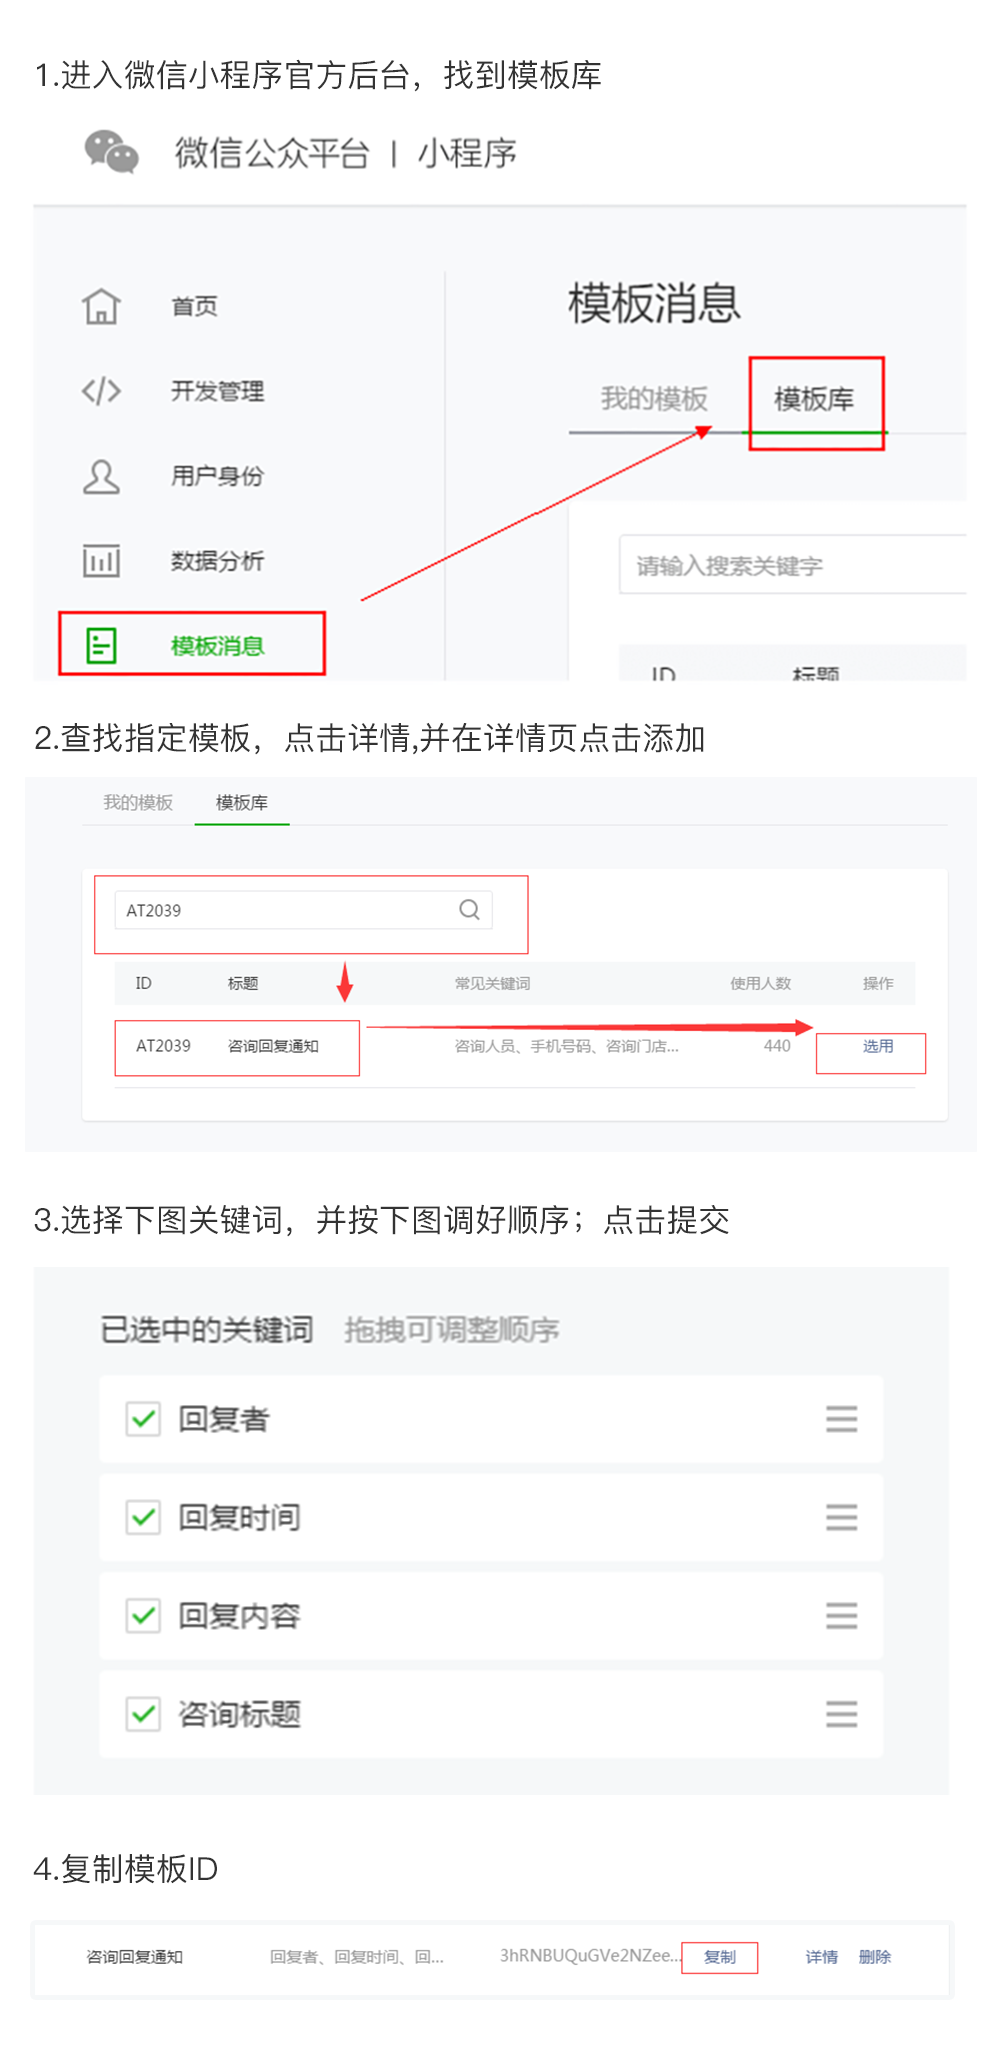 1.进入微信小程序官方后台，找到模板库
微信公众平台 | 小程序
首页
开发管理
用户身份
数据分析
模板消息
模板消息
我的模板 模板库
请输入搜索关键字
ID 标题
2.查找指定模板，点击详情,并在详情页点击添加
我的模板 模板库
AT2039
ID 标题 常见关键词 使用人数 操作
AT2039 咨询回复通知 咨询人员、手机号码、咨询门店... 440 选用
3.选择下图关键词，并按下图调好顺序；点击提交
已选中的关键词 拖拽可调整顺序
回复者
回复时间
回复内容
咨询标题
4.复制模板ID
咨询回复通知 回复者、回复时间、回... 3hRNBUQuGVe2NZee... 复制 详情 删除